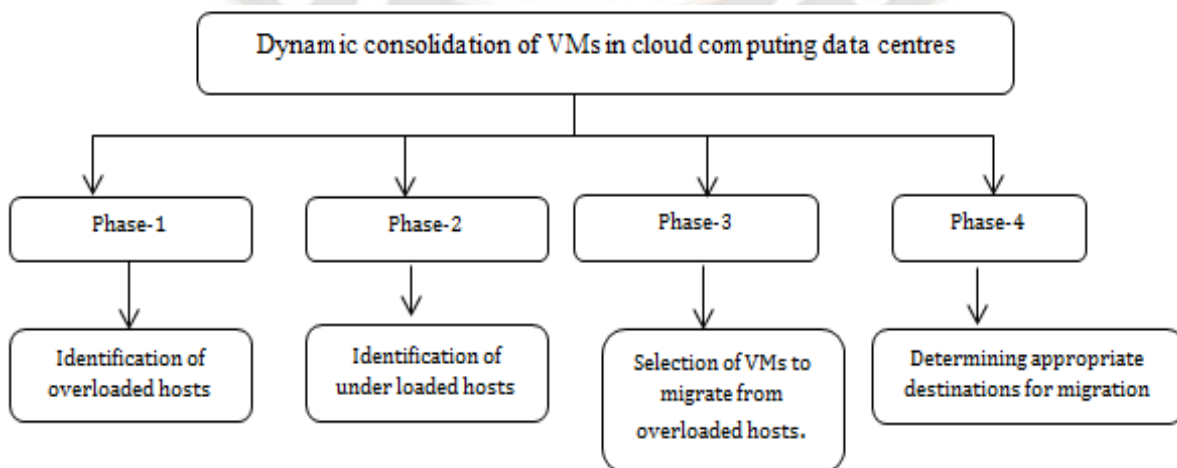 Dynamic consolidation of VMs in cloud computing data centres
Phase-1
Phase-2
Phase-3
Phase-4
Identification of
overloaded hosts
Identification of
under loaded hosts
Selection of VMs to
migrate from
overloaded hosts.
Determining appropriate
destinations for migration